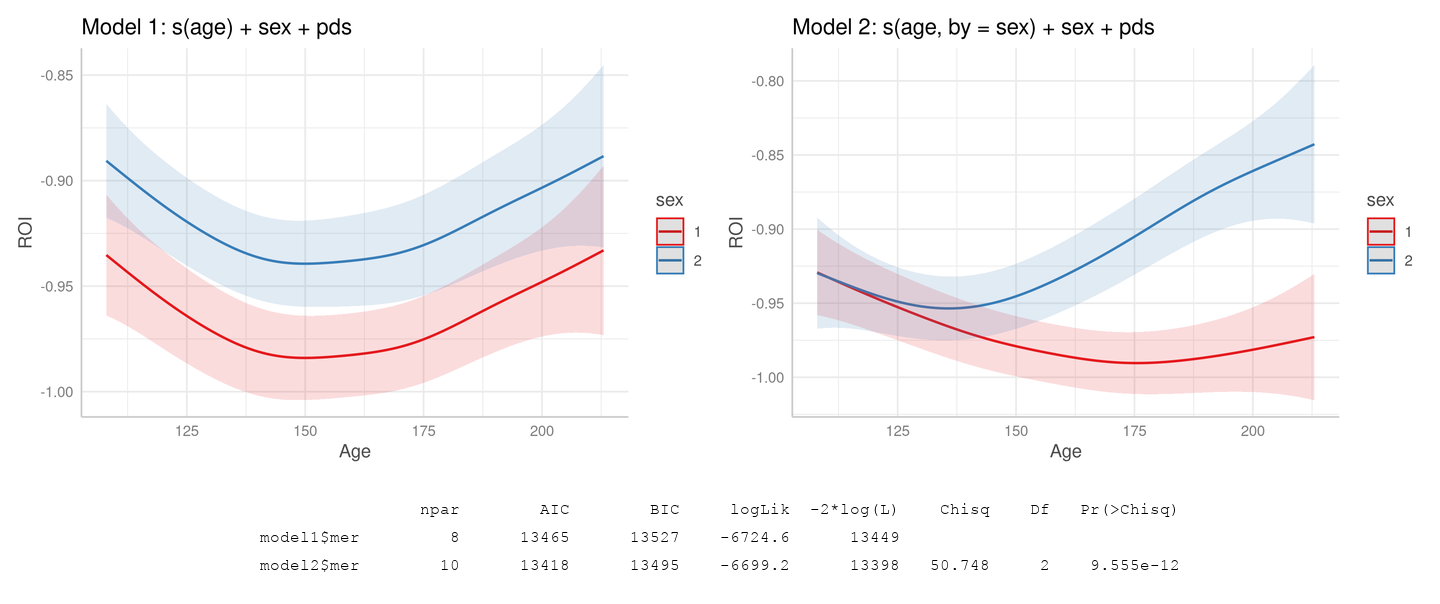 Model 1: s(age) + sex + pds
-0.85
-0.90
-0.95
-1.00
ROI
125 150 175 200
Age
sex
1
2
Model 2: s(age, by = sex) + sex + pds
-0.80
-0.85
-0.90
-0.95
-1.00
ROI
125 150 175 200
Age
sex
1
2
npar AIC BIC logLik -2*log(L) Chisq Df Pr(>Chisq)
model1$mer 8 13465 13527 -6724.6 13449
model2$mer 10 13418 13495 -6699.2 13398 50.748 2 9.555e-12